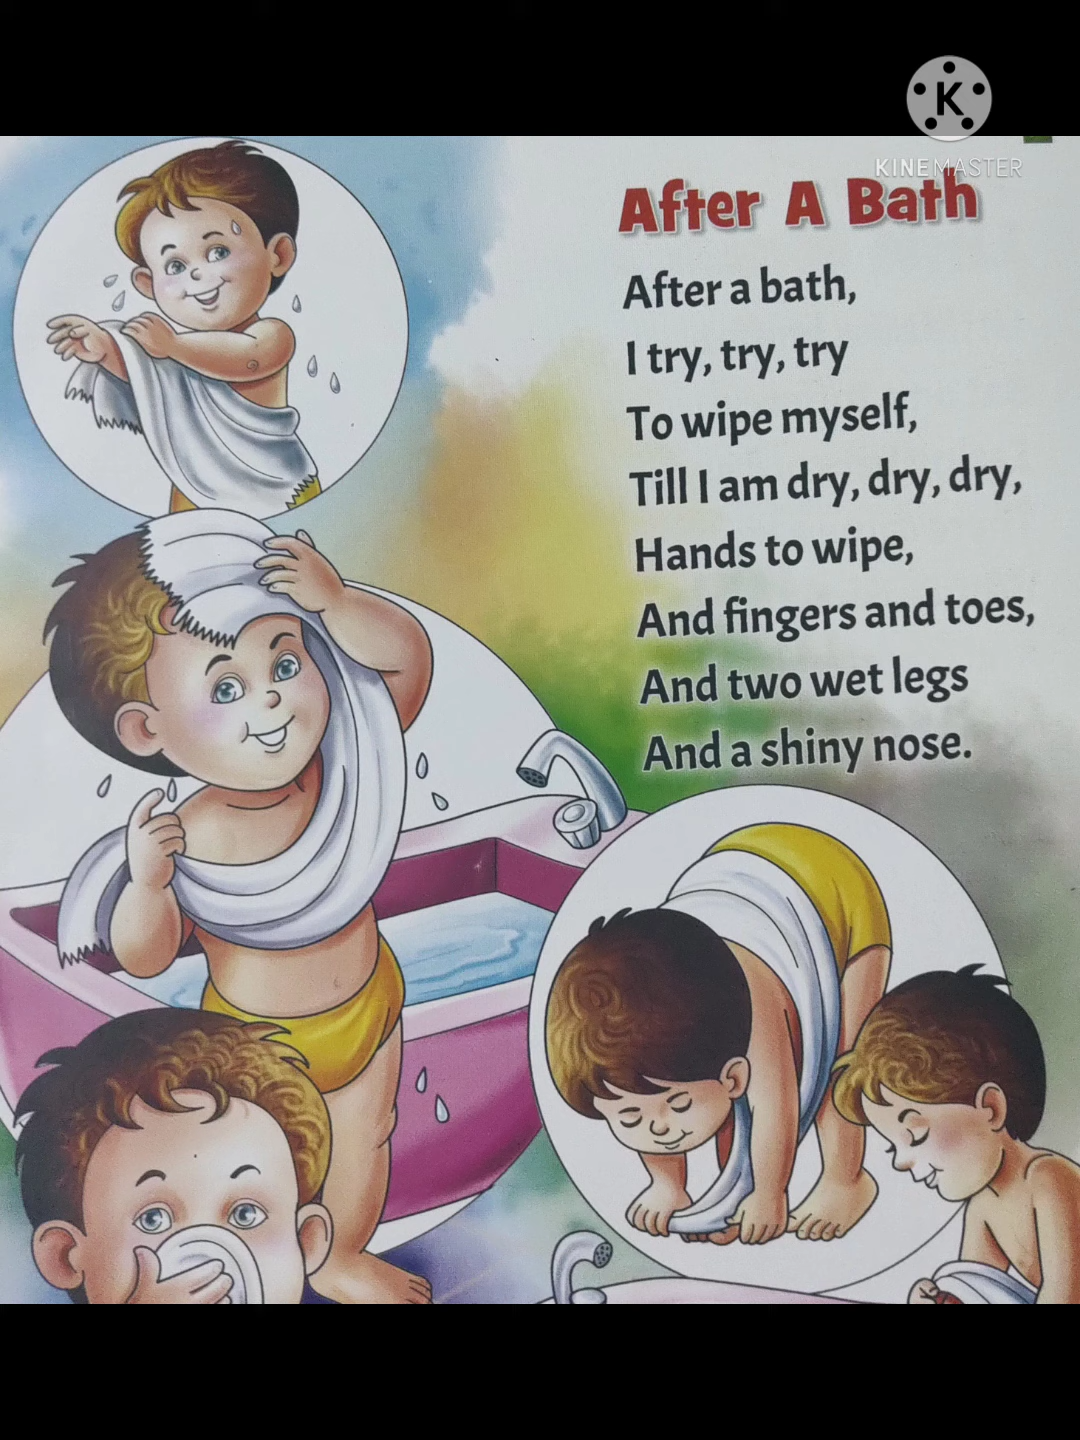 K
KINEMASTER
After A Bath
After a bath,
I try, try, try
To wipe myself,
Till I am dry, dry, dry,
Hands to wipe,
And fingers and toes,
And two wet legs
And a shiny nose.